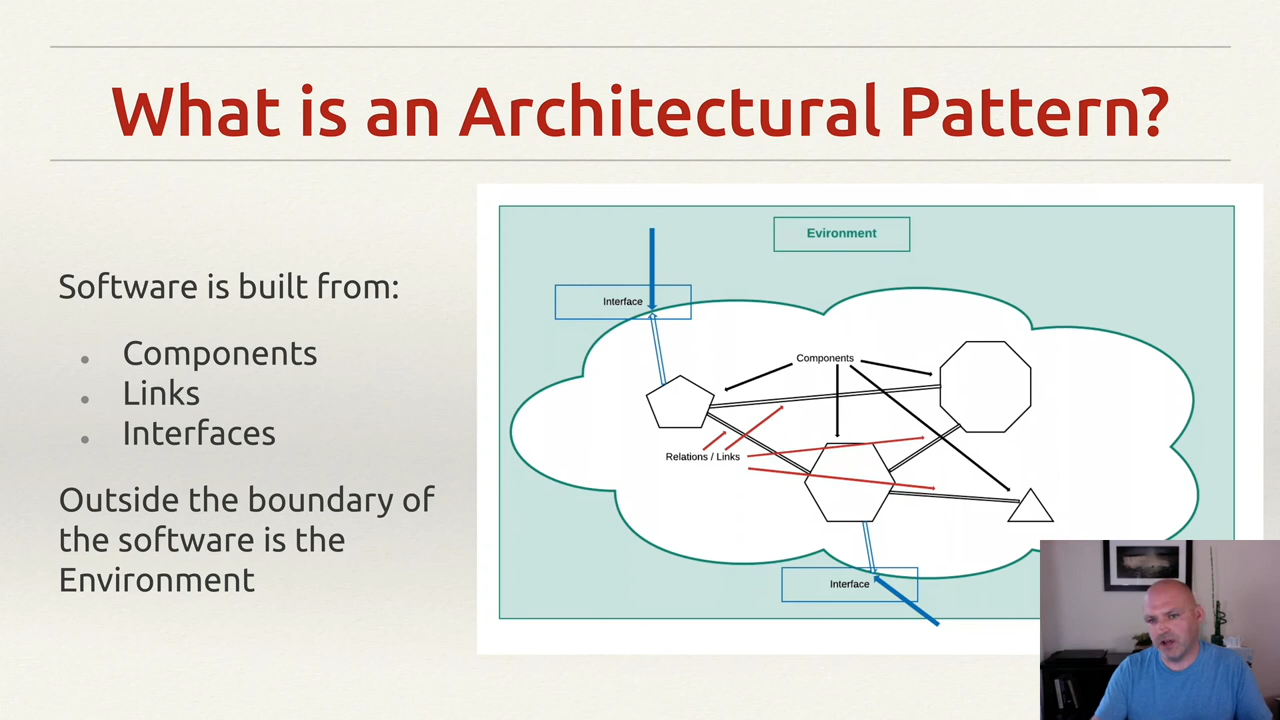 What is an Architectural Pattern?
Software is built from:
Components
Links
Interfaces
Outside the boundary of
the software is the
Environment
Evironment
Interface
Components
Relations / Links
Interface